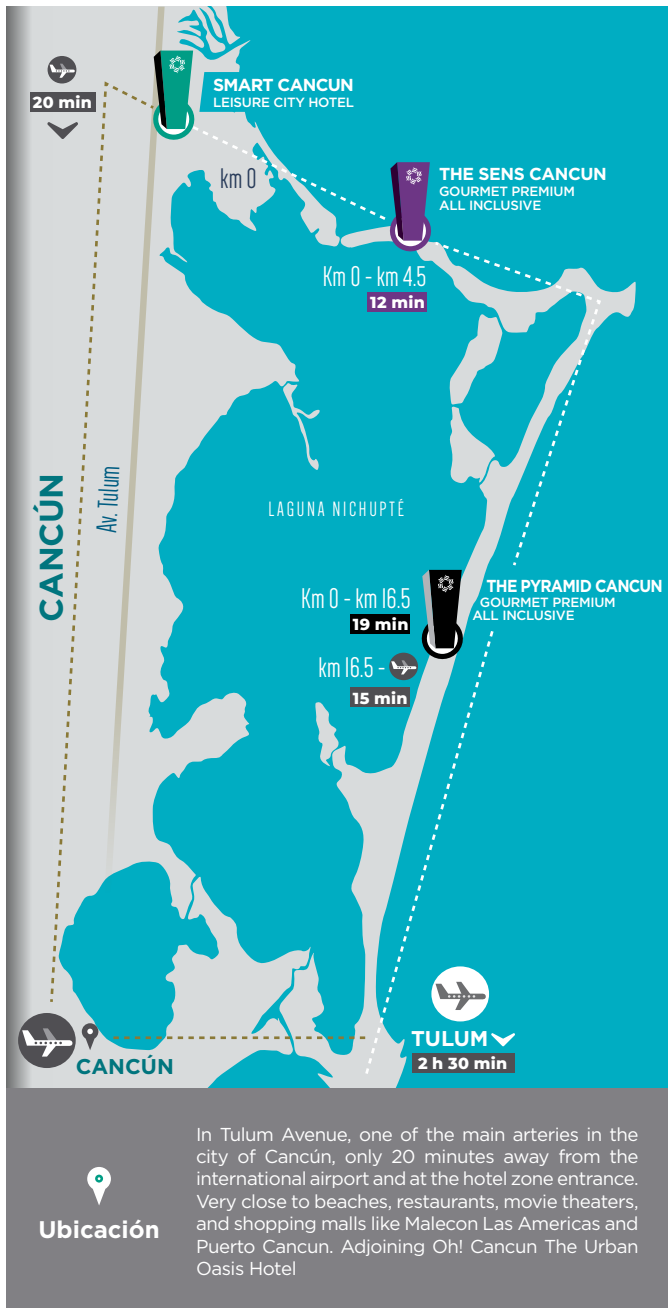 20 min
SMART CANCUN
LEISURE CITY HOTEL
km 0
THE SENS CANCUN
GOURMET PREMIUM
ALL INCLUSIVE
Km 0 - km 4.5
12 min
CANCÚN
Av. Tulum
LAGUNA NICHUPTÉ
THE PYRAMID CANCUN
GOURMET PREMIUM
ALL INCLUSIVE
Km 0 - km 16.5
19 min
km 16.5 -
15 min
CANCÚN
TULUM
2 h 30 min
Ubicación
In Tulum Avenue, one of the main arteries in the
city of Cancún, only 20 minutes away from the
international airport and at the hotel zone entrance.
Very close to beaches, restaurants, movie theaters,
and shopping malls like Malecon Las Americas and
Puerto Cancun. Adjoining Oh! Cancun The Urban
Oasis Hotel